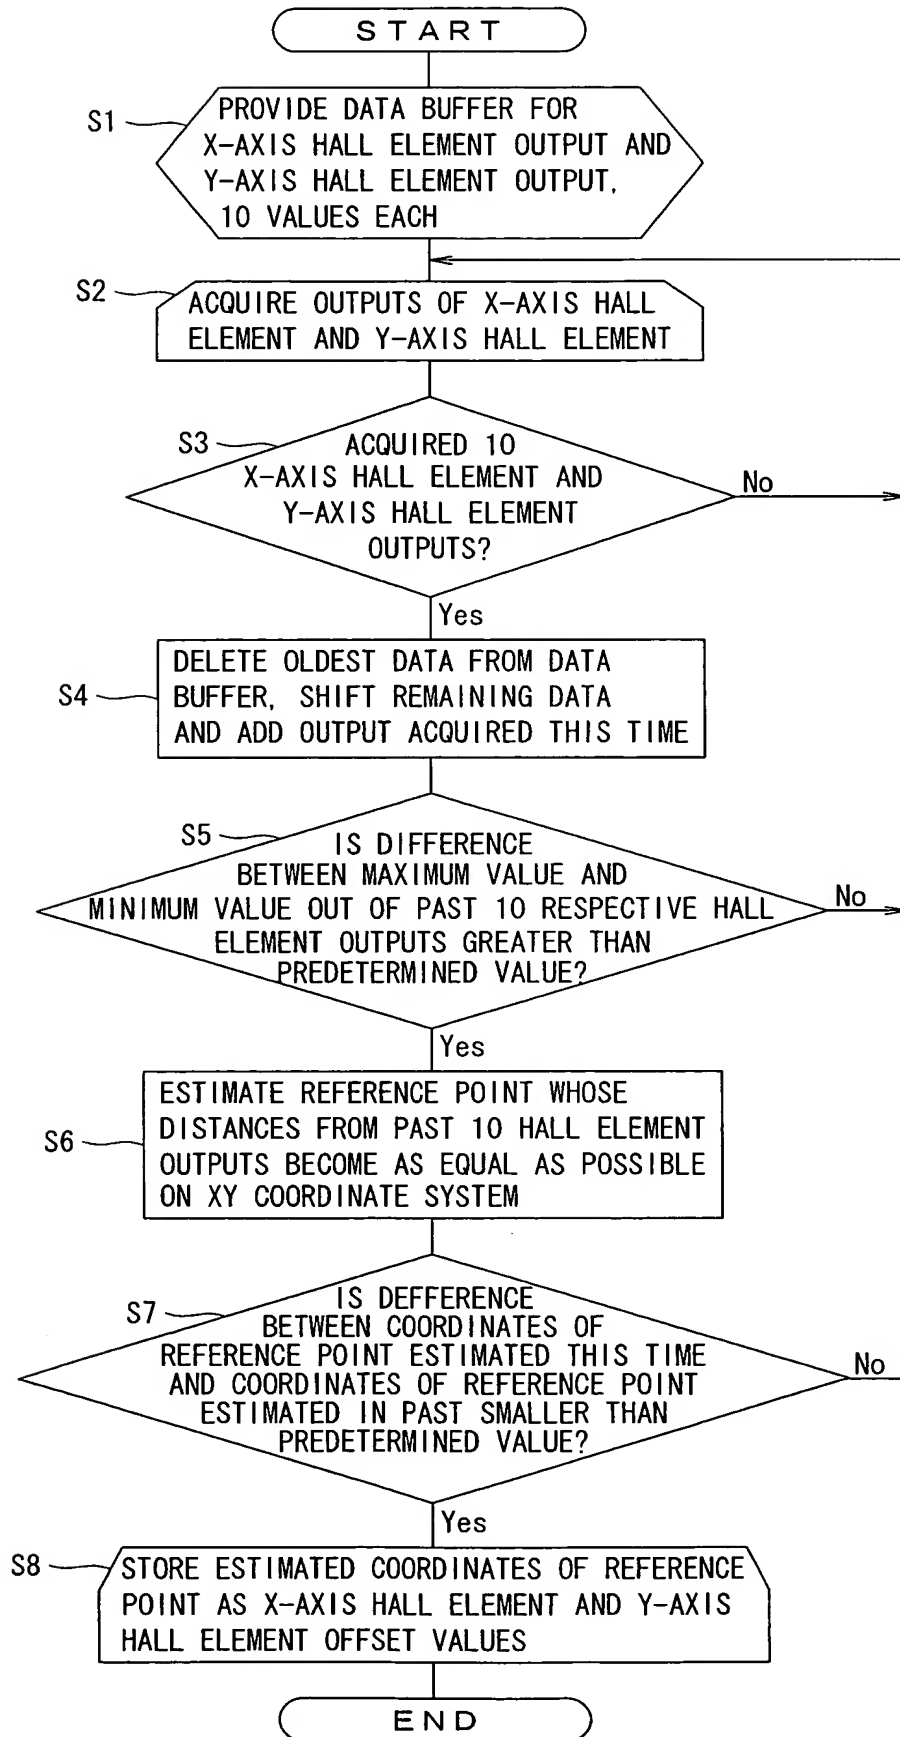 START
S1
PROVIDE DATA BUFFER FOR
X-AXIS HALL ELEMENT OUTPUT AND
Y-AXIS HALL ELEMENT OUTPUT,
10 VALUES EACH
S2
ACQUIRE OUTPUTS OF X-AXIS HALL
ELEMENT AND Y-AXIS HALL ELEMENT
S3
ACQUIRED 10
X-AXIS HALL ELEMENT AND
Y-AXIS HALL ELEMENT
OUTPUTS?
No
Yes
S4
DELETE OLDEST DATA FROM DATA
BUFFER, SHIFT REMAINING DATA
AND ADD OUTPUT ACQUIRED THIS TIME
S5
IS DIFFERENCE
BETWEEN MAXIMUM VALUE AND
MINIMUM VALUE OUT OF PAST 10 RESPECTIVE HALL
ELEMENT OUTPUTS GREATER THAN
PREDETERMINED VALUE?
No
Yes
S6
ESTIMATE REFERENCE POINT WHOSE
DISTANCES FROM PAST 10 HALL ELEMENT
OUTPUTS BECOME AS EQUAL AS POSSIBLE
ON XY COORDINATE SYSTEM
S7
IS DEFFERENCE
BETWEEN COORDINATES OF
REFERENCE POINT ESTIMATED THIS TIME
AND COORDINATES OF REFERENCE POINT
ESTIMATED IN PAST SMALLER THAN
PREDETERMINED VALUE?
No
Yes
S8
STORE ESTIMATED COORDINATES OF REFERENCE
POINT AS X-AXIS HALL ELEMENT AND Y-AXIS
HALL ELEMENT OFFSET VALUES
END